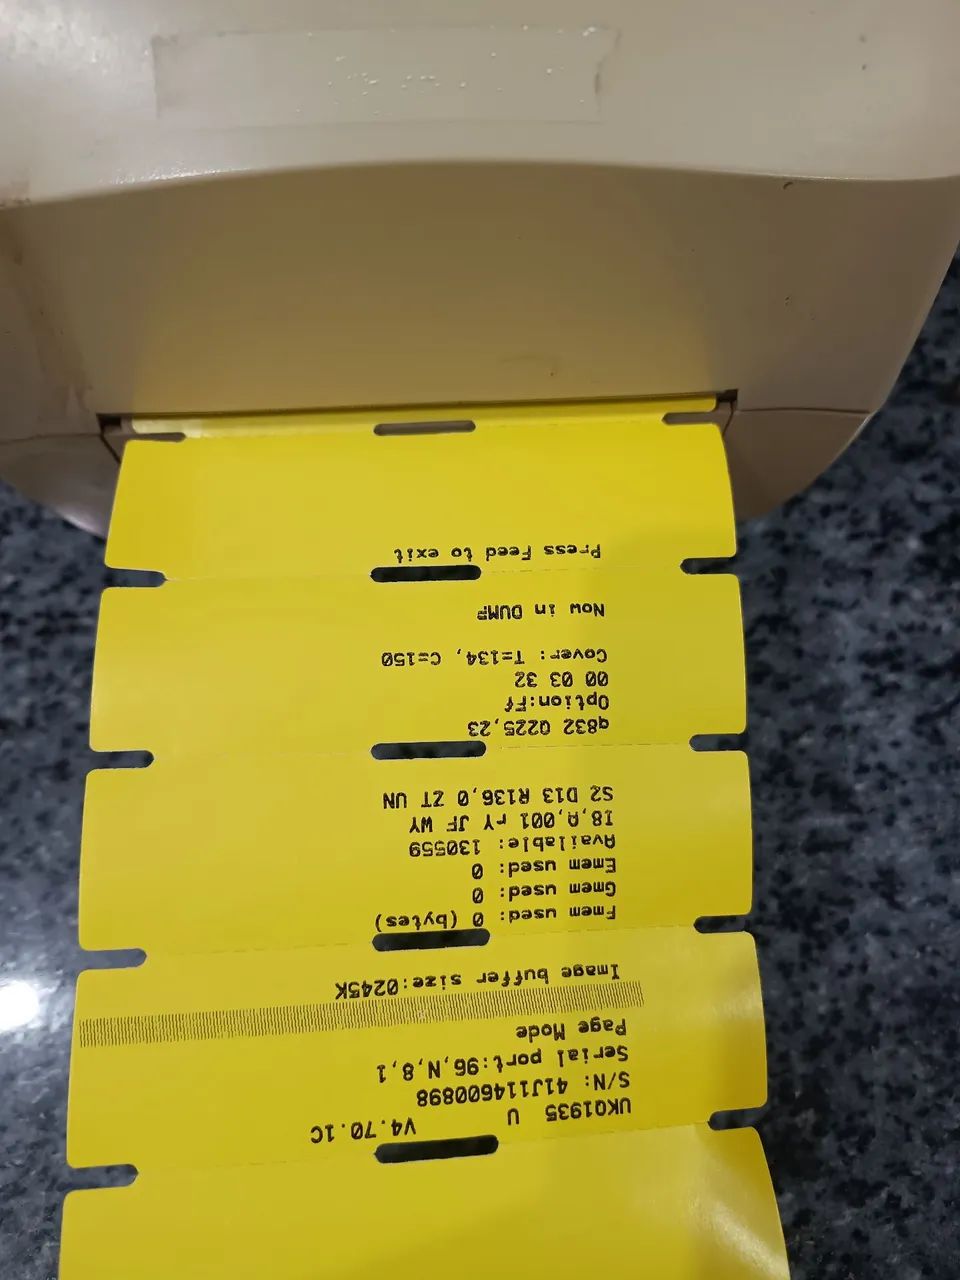 UKQ1935 U V4.70.1C
S/N: 41J114600898
Serial port:96,N,8,1
Page Mode
Image buffer size:0245K
Fmem used: 0 (bytes)
Gmem used: 0
Emem used: 0
Available: 130559
I8,A,001 rY JF WY
S2 D13 R136,0 ZT UN
q832 Q225,23
Option:Ff
00 03 32
Cover: T=134, C=150
Now in DUMP
Press Feed to exit